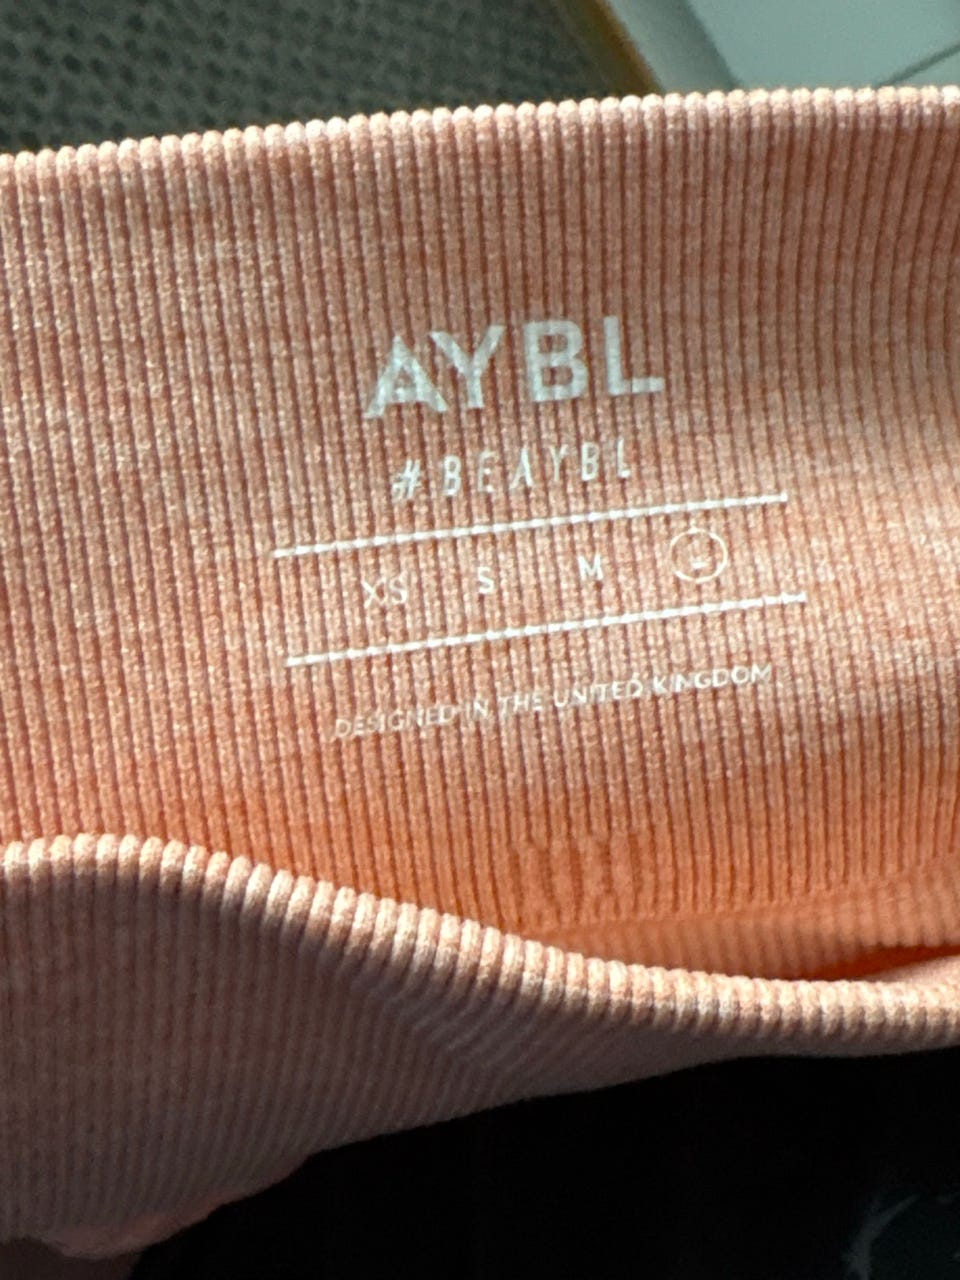 AYBL
#BEAYBL
XS S M L
DESIGNED IN THE UNITED KINGDOM